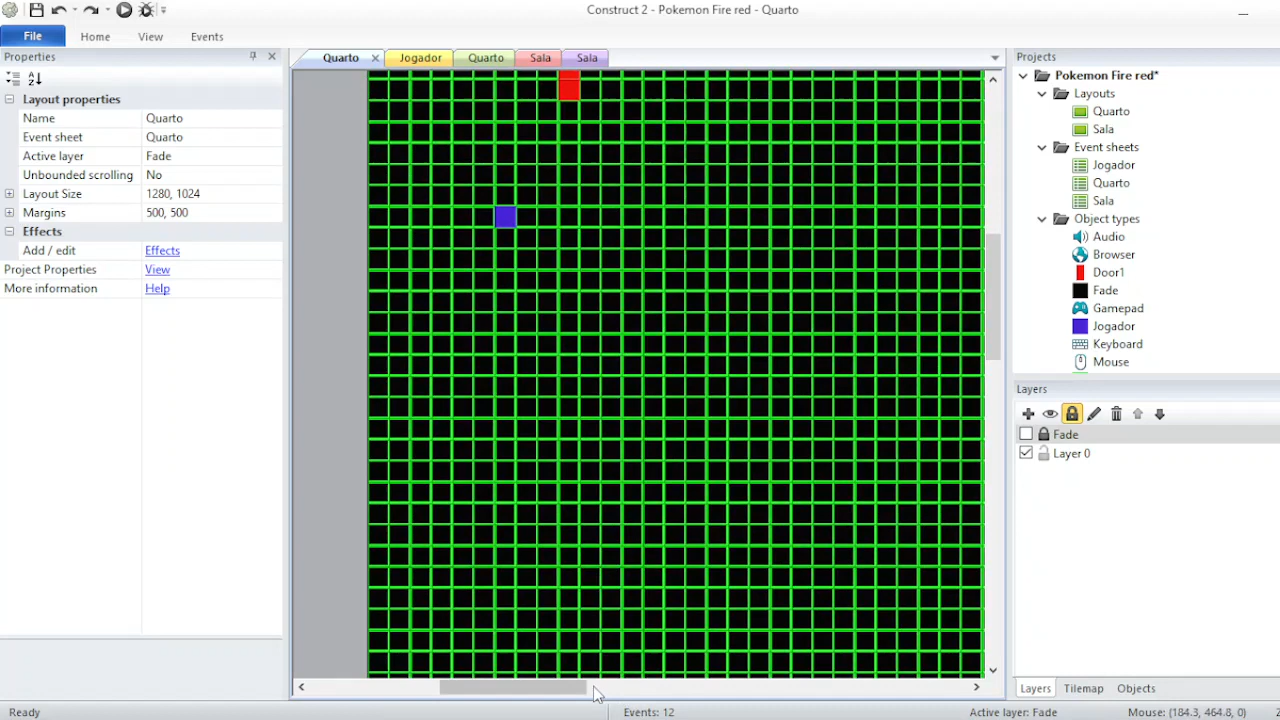 Construct 2 - Pokemon Fire red - Quarto
File Home View Events
Properties
Layout properties
Name Quarto
Event sheet Quarto
Active layer Fade
Unbounded scrolling No
Layout Size 1280, 1024
Margins 500, 500
Effects
Add / edit Effects
Project Properties View
More information Help
Quarto Jogador Quarto Sala Sala
Projects
Pokemon Fire red*
Layouts
Quarto
Sala
Event sheets
Jogador
Quarto
Sala
Object types
Audio
Browser
Door1
Fade
Gamepad
Jogador
Keyboard
Mouse
Layers
Fade
Layer 0
Layers Tilemap Objects
Ready Events: 12 Active layer: Fade Mouse: (184.3, 464.8, 0)